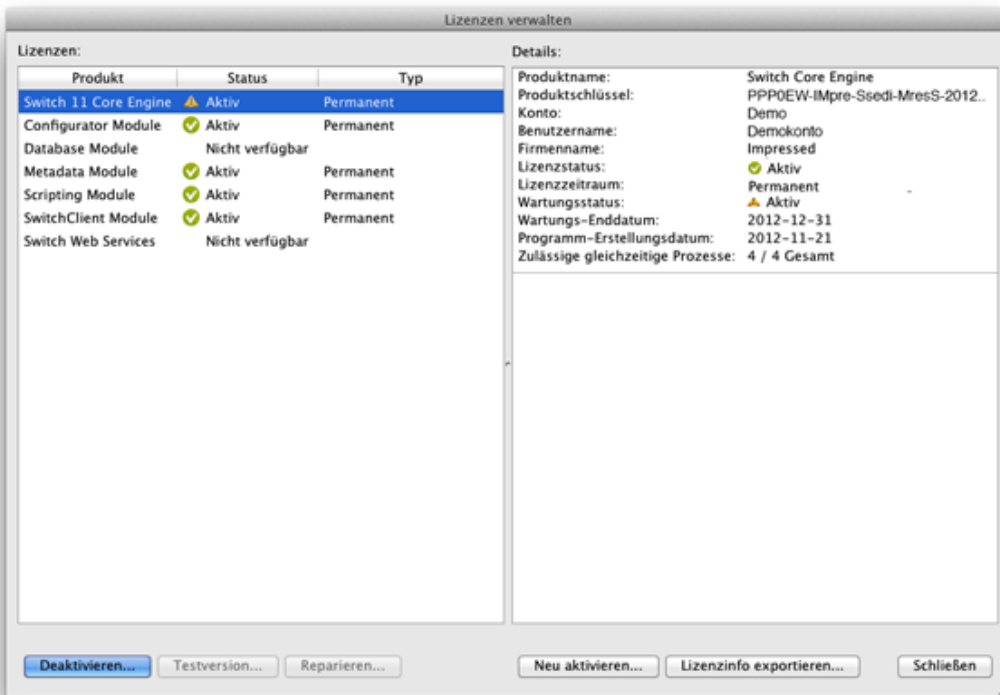 Lizenzen verwalten
Lizenzen:
Produkt Status Typ
Switch 11 Core Engine Aktiv Permanent
Configurator Module Aktiv Permanent
Database Module Nicht verfügbar
Metadata Module Aktiv Permanent
Scripting Module Aktiv Permanent
SwitchClient Module Aktiv Permanent
Switch Web Services Nicht verfügbar
Details:
Produktname: Switch Core Engine
Produktschlüssel: PPP0EW-IMpre-Ssedi-MresS-2012..
Konto: Demo
Benutzername: Demokonto
Firmenname: Impressed
Lizenzstatus: Aktiv
Lizenzzeitraum: Permanent
Wartungsstatus: Aktiv
Wartungs-Enddatum: 2012-12-31
Programm-Erstellungsdatum: 2012-11-21
Zulässige gleichzeitige Prozesse: 4 / 4 Gesamt
Deaktivieren... Testversion... Reparieren... Neu aktivieren... Lizenzinfo exportieren... Schließen